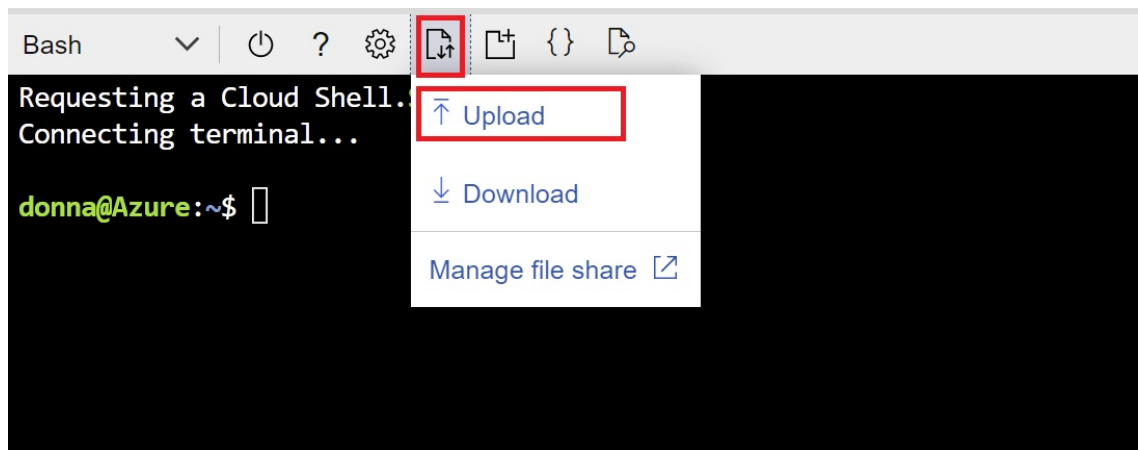 Bash
?
{}
Requesting a Cloud Shell.
Upload
Connecting terminal...
Download
donna@Azure:~$
Manage file share